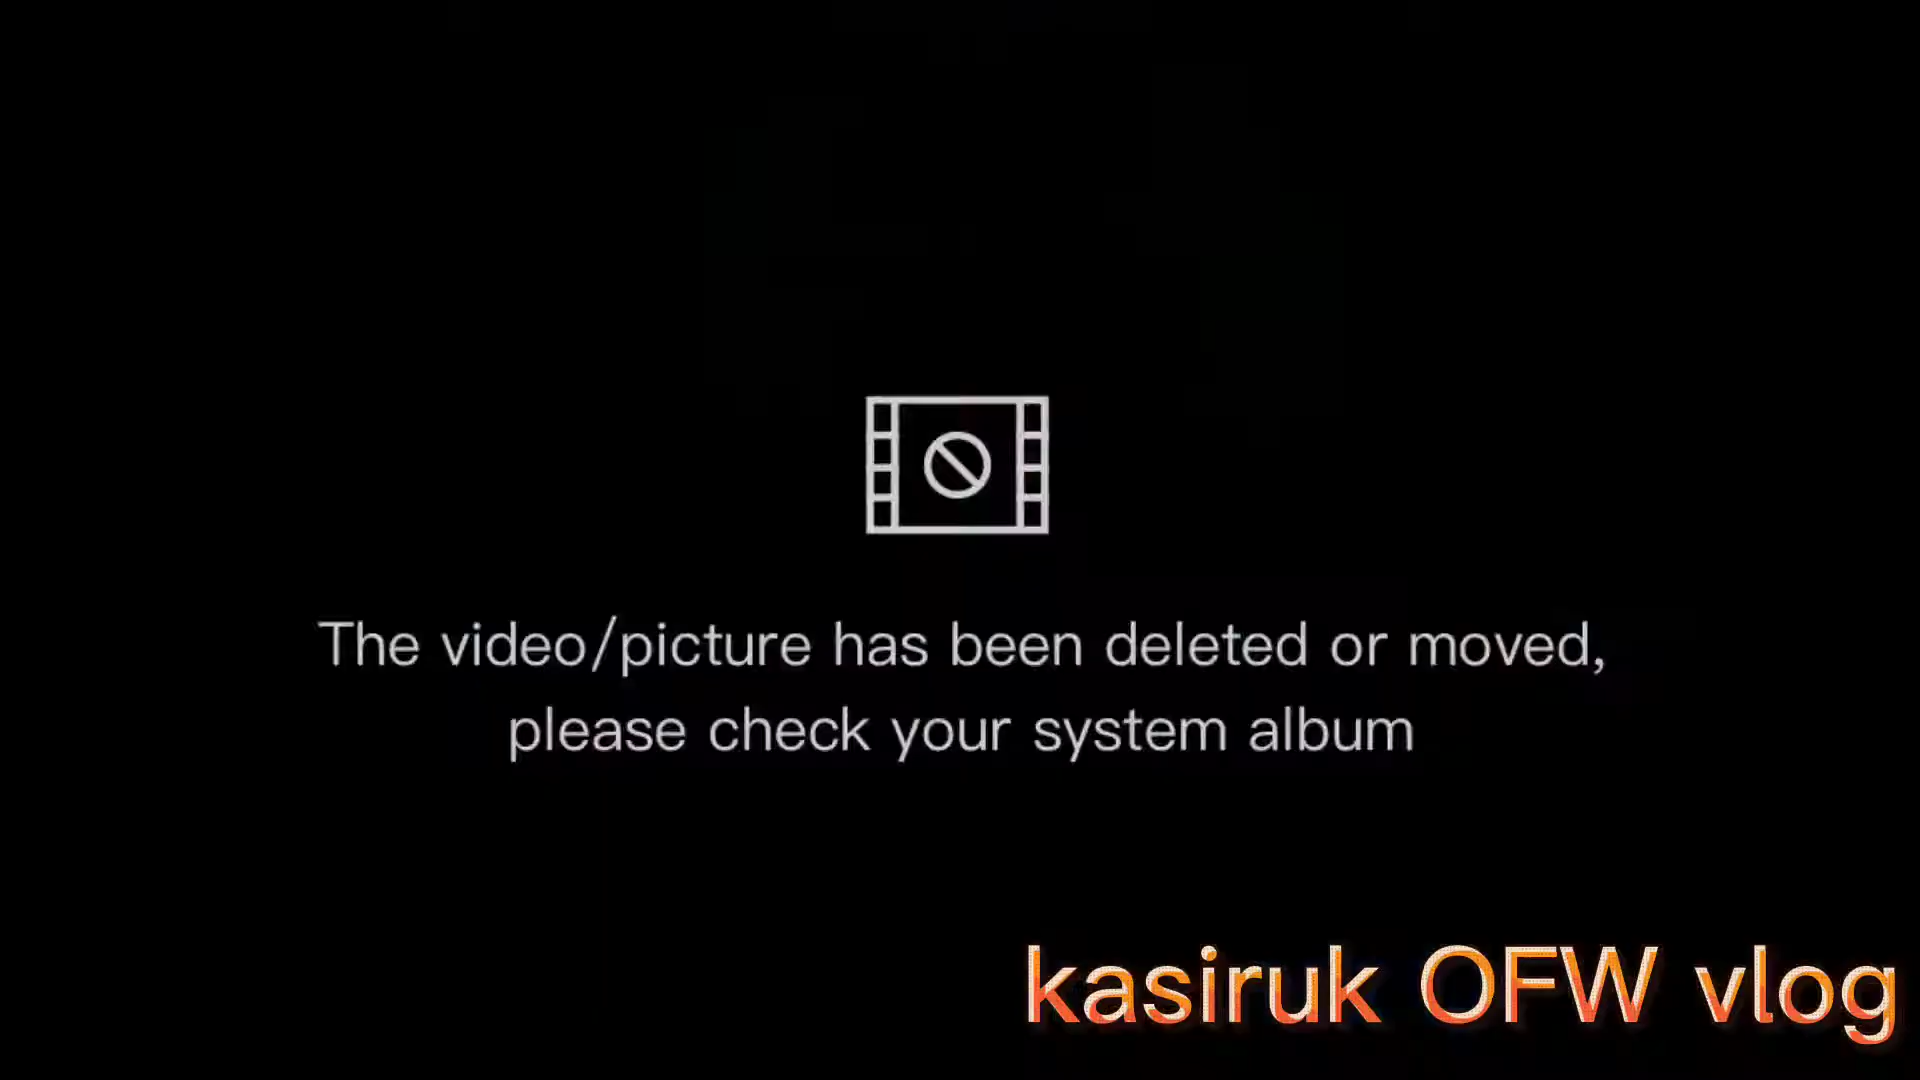 The video/picture has been deleted or moved,
please check your system album
kasiruk OFW vlog